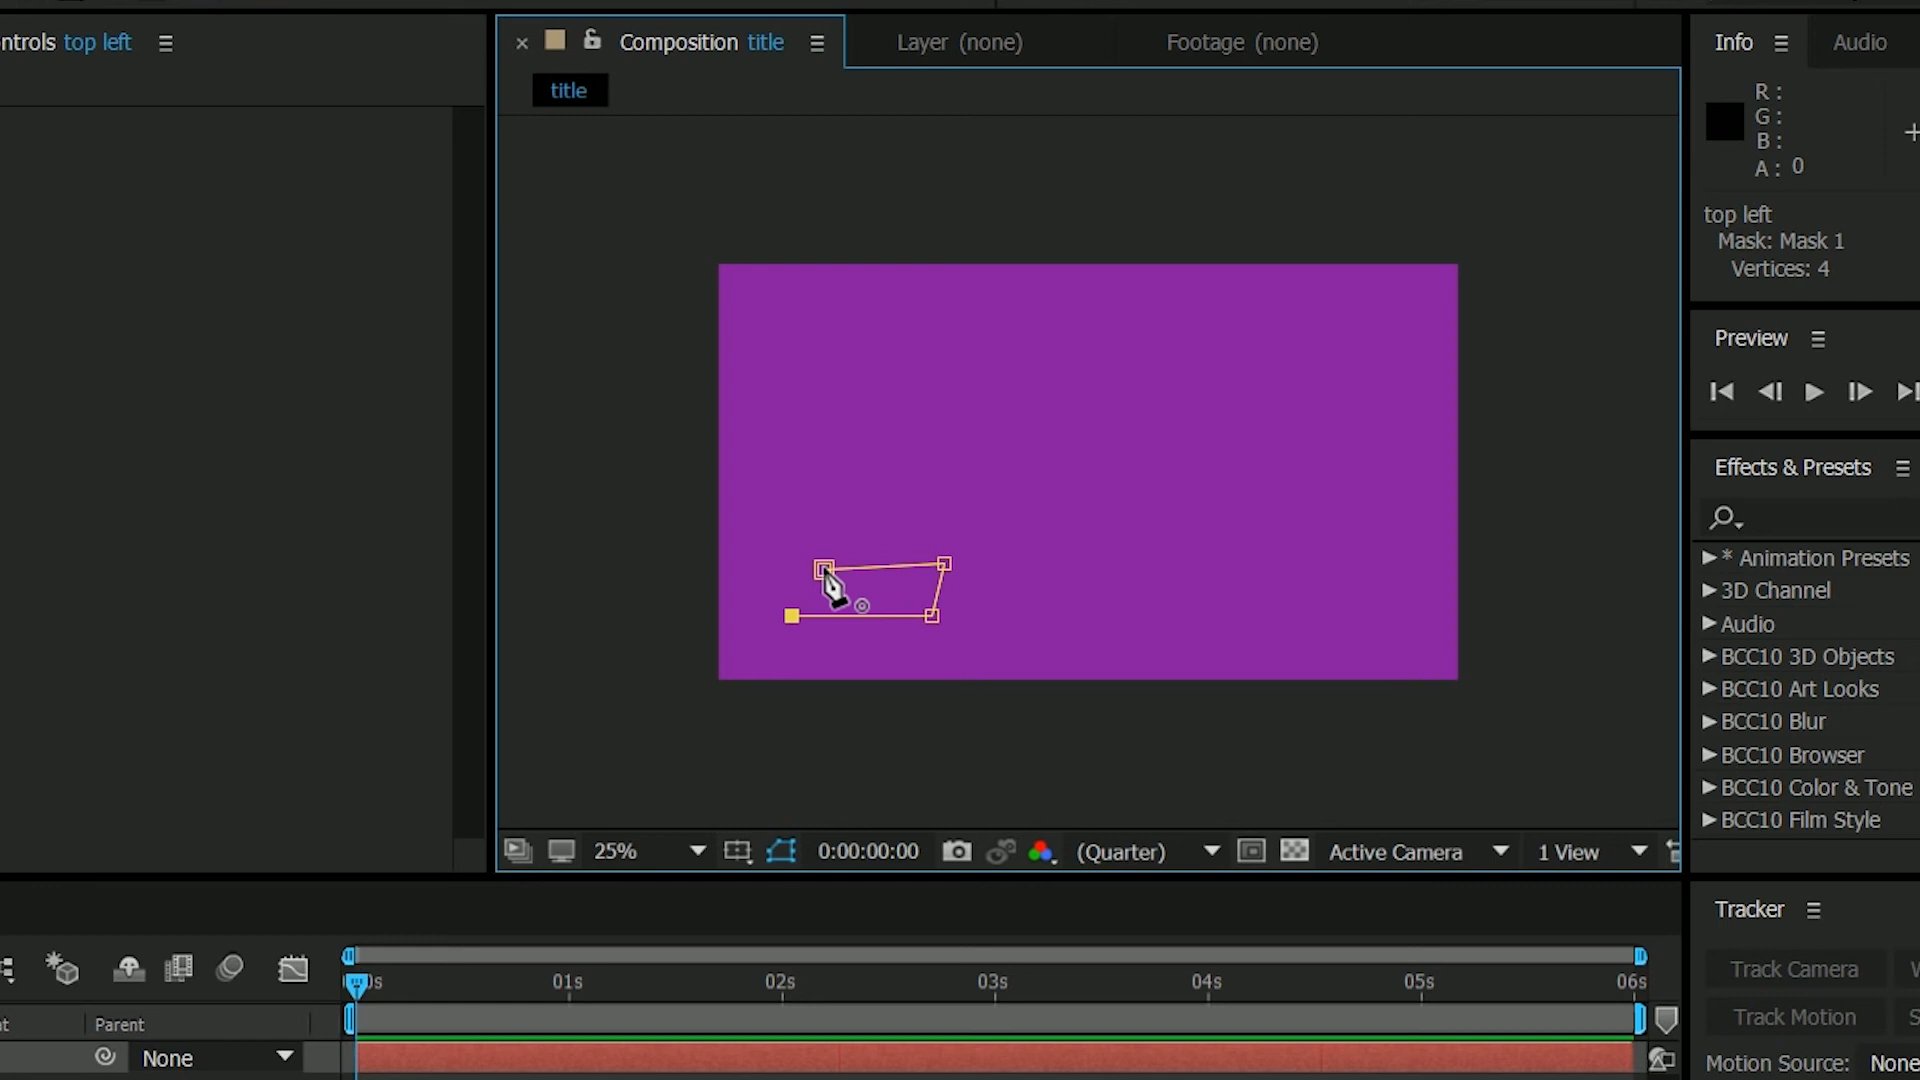 ntrols top left
Composition title
Layer (none)
Footage (none)
Info
Audio
title
R :
G :
B :
A : 0
top left
Mask: Mask 1
Vertices: 4
Preview
Effects & Presets
* Animation Presets
3D Channel
Audio
BCC10 3D Objects
BCC10 Art Looks
BCC10 Blur
BCC10 Browser
BCC10 Color & Tone
BCC10 Film Style
25%
0:00:00:00
(Quarter)
Active Camera
1 View
Tracker
Track Camera
Track Motion
Motion Source: None
0s 01s 02s 03s 04s 05s 06s
Parent
None